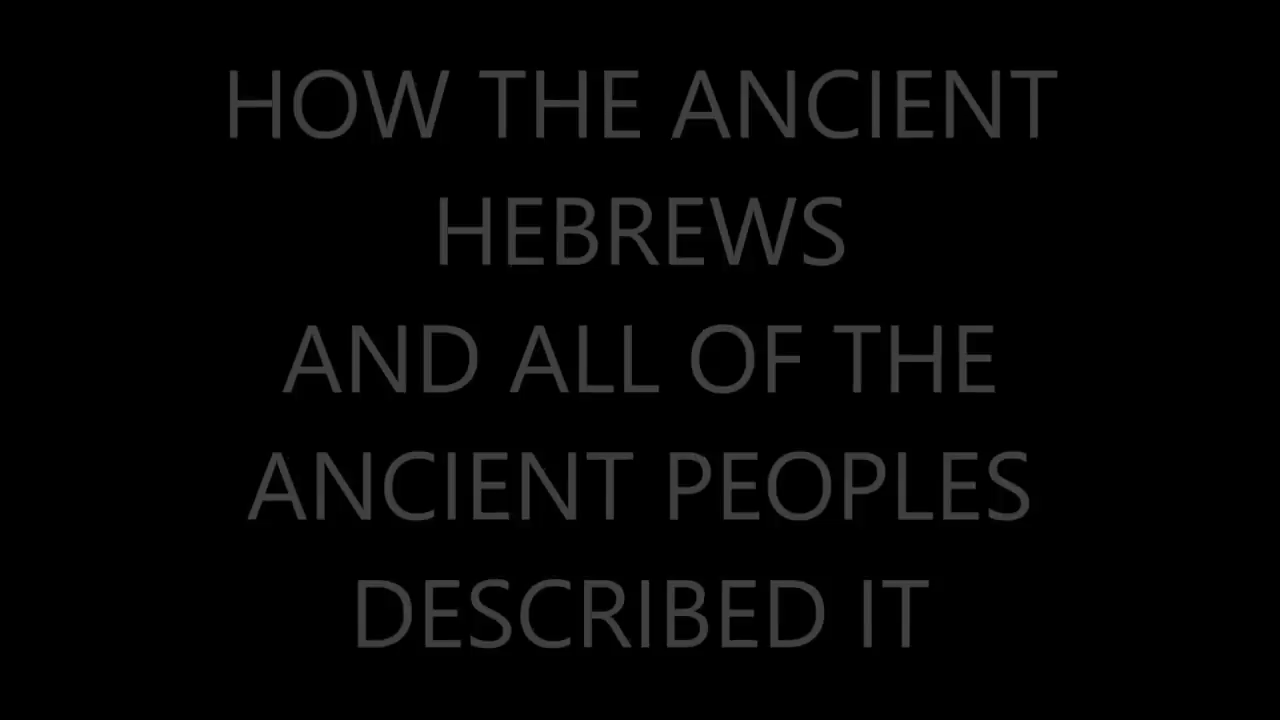 HOW THE ANCIENT
HEBREWS
AND ALL OF THE
ANCIENT PEOPLES
DESCRIBED IT